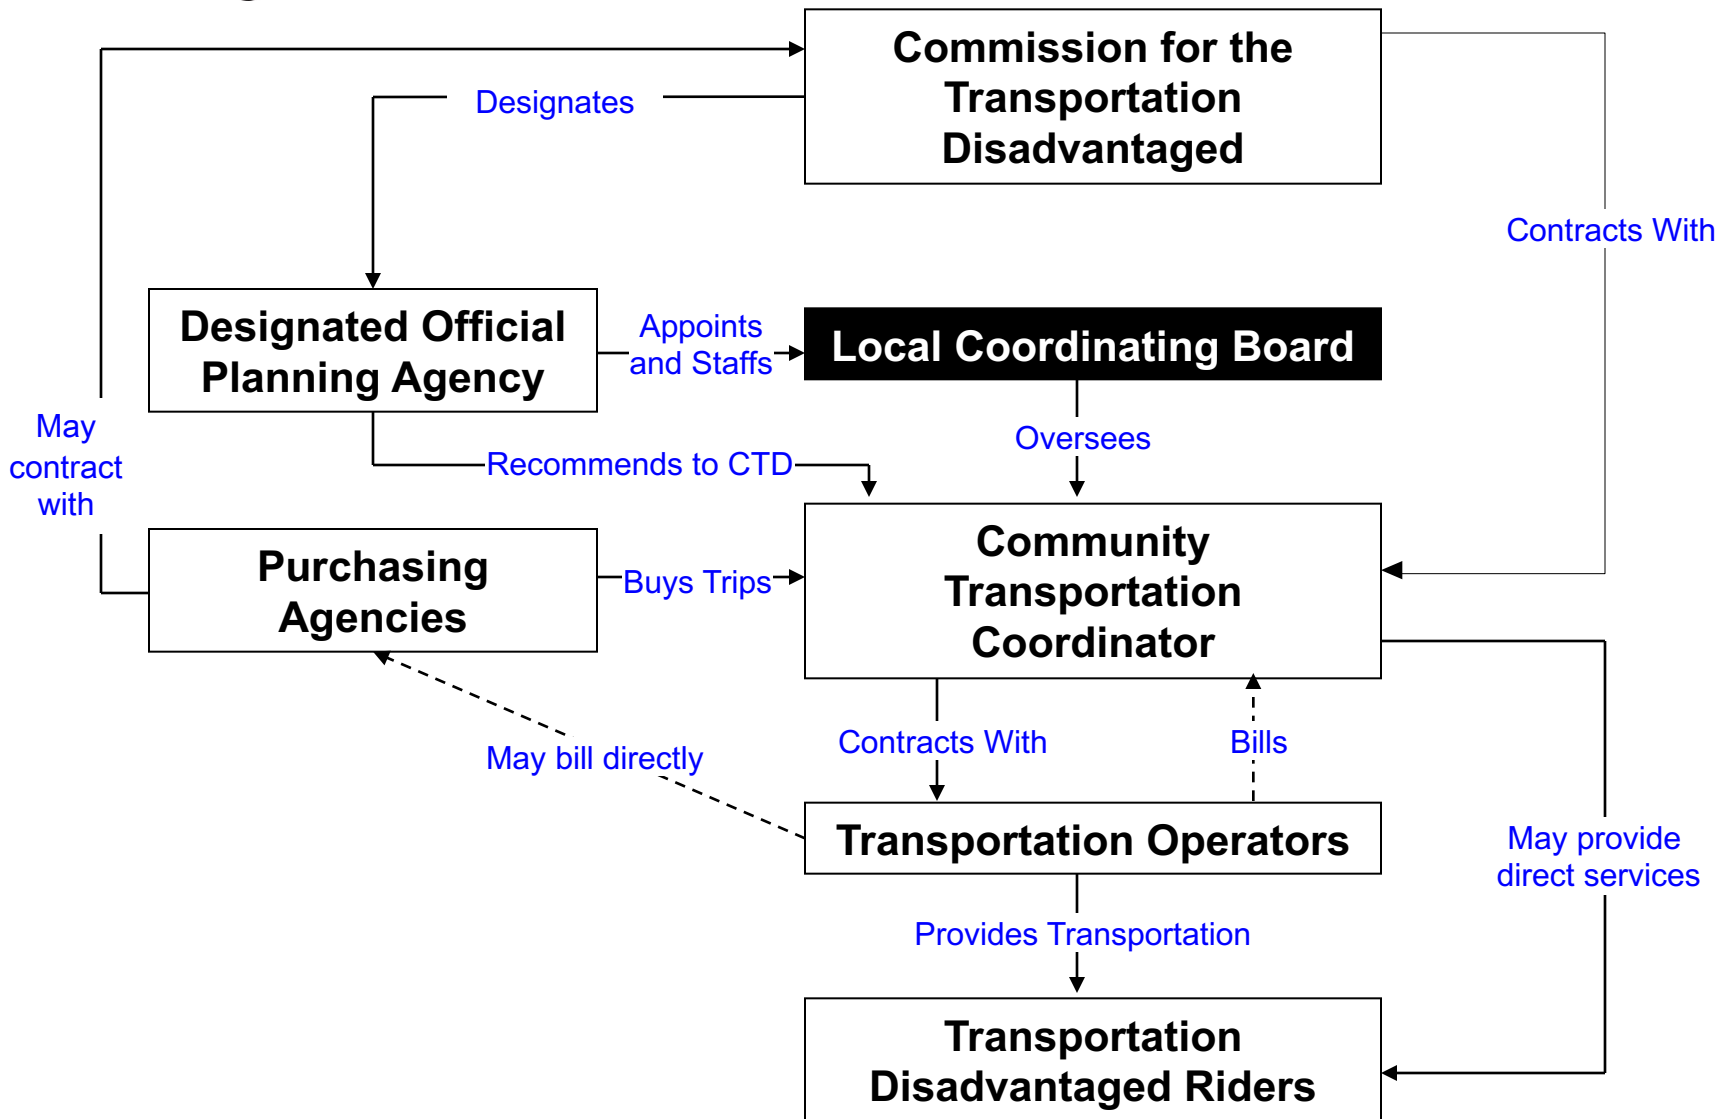 Commission for the
Transportation
Disadvantaged
Designates
Contracts With
Designated Official
Planning Agency
Appoints
and Staffs
Local Coordinating Board
May
contract
with
Oversees
Recommends to CTD
Purchasing
Agencies
Buys Trips
Community
Transportation
Coordinator
May bill directly
Contracts With
Bills
Transportation Operators
May provide
direct services
Provides Transportation
Transportation
Disadvantaged Riders